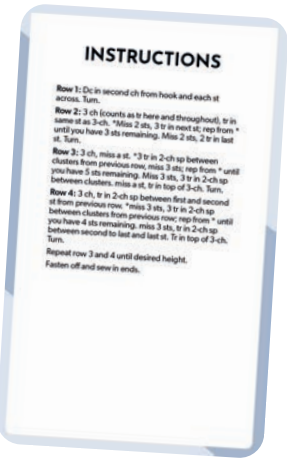 INSTRUCTIONS
Row 1: Dc in second ch from hook and each st
across. Turn.
Row 2: 3 ch (counts as tr here and throughout), tr in
same st as 3-ch. *Miss 2 sts, 3 tr in next st; rep from *
until you have 3 sts remaining. Miss 2 sts, 2 tr in last
st. Turn.
Row 3: 3 ch, miss a st. *3 tr in 2-ch sp between
clusters from previous row, miss 3 sts; rep from * until
you have 5 sts remaining. Miss 3 sts, 3 tr in 2-ch sp
between clusters. miss a st, tr in top of 3-ch. Turn.
Row 4: 3 ch, tr in 2-ch sp between first and second
st from previous row. *miss 3 sts, 3 tr in 2-ch sp
between clusters from previous row; rep from * until
you have 4 sts remaining. miss 3 sts, tr in 2-ch sp
between second to last and last st. Tr in top of 3-ch.
Turn.
Repeat row 3 and 4 until desired height.
Fasten off and sew in ends.